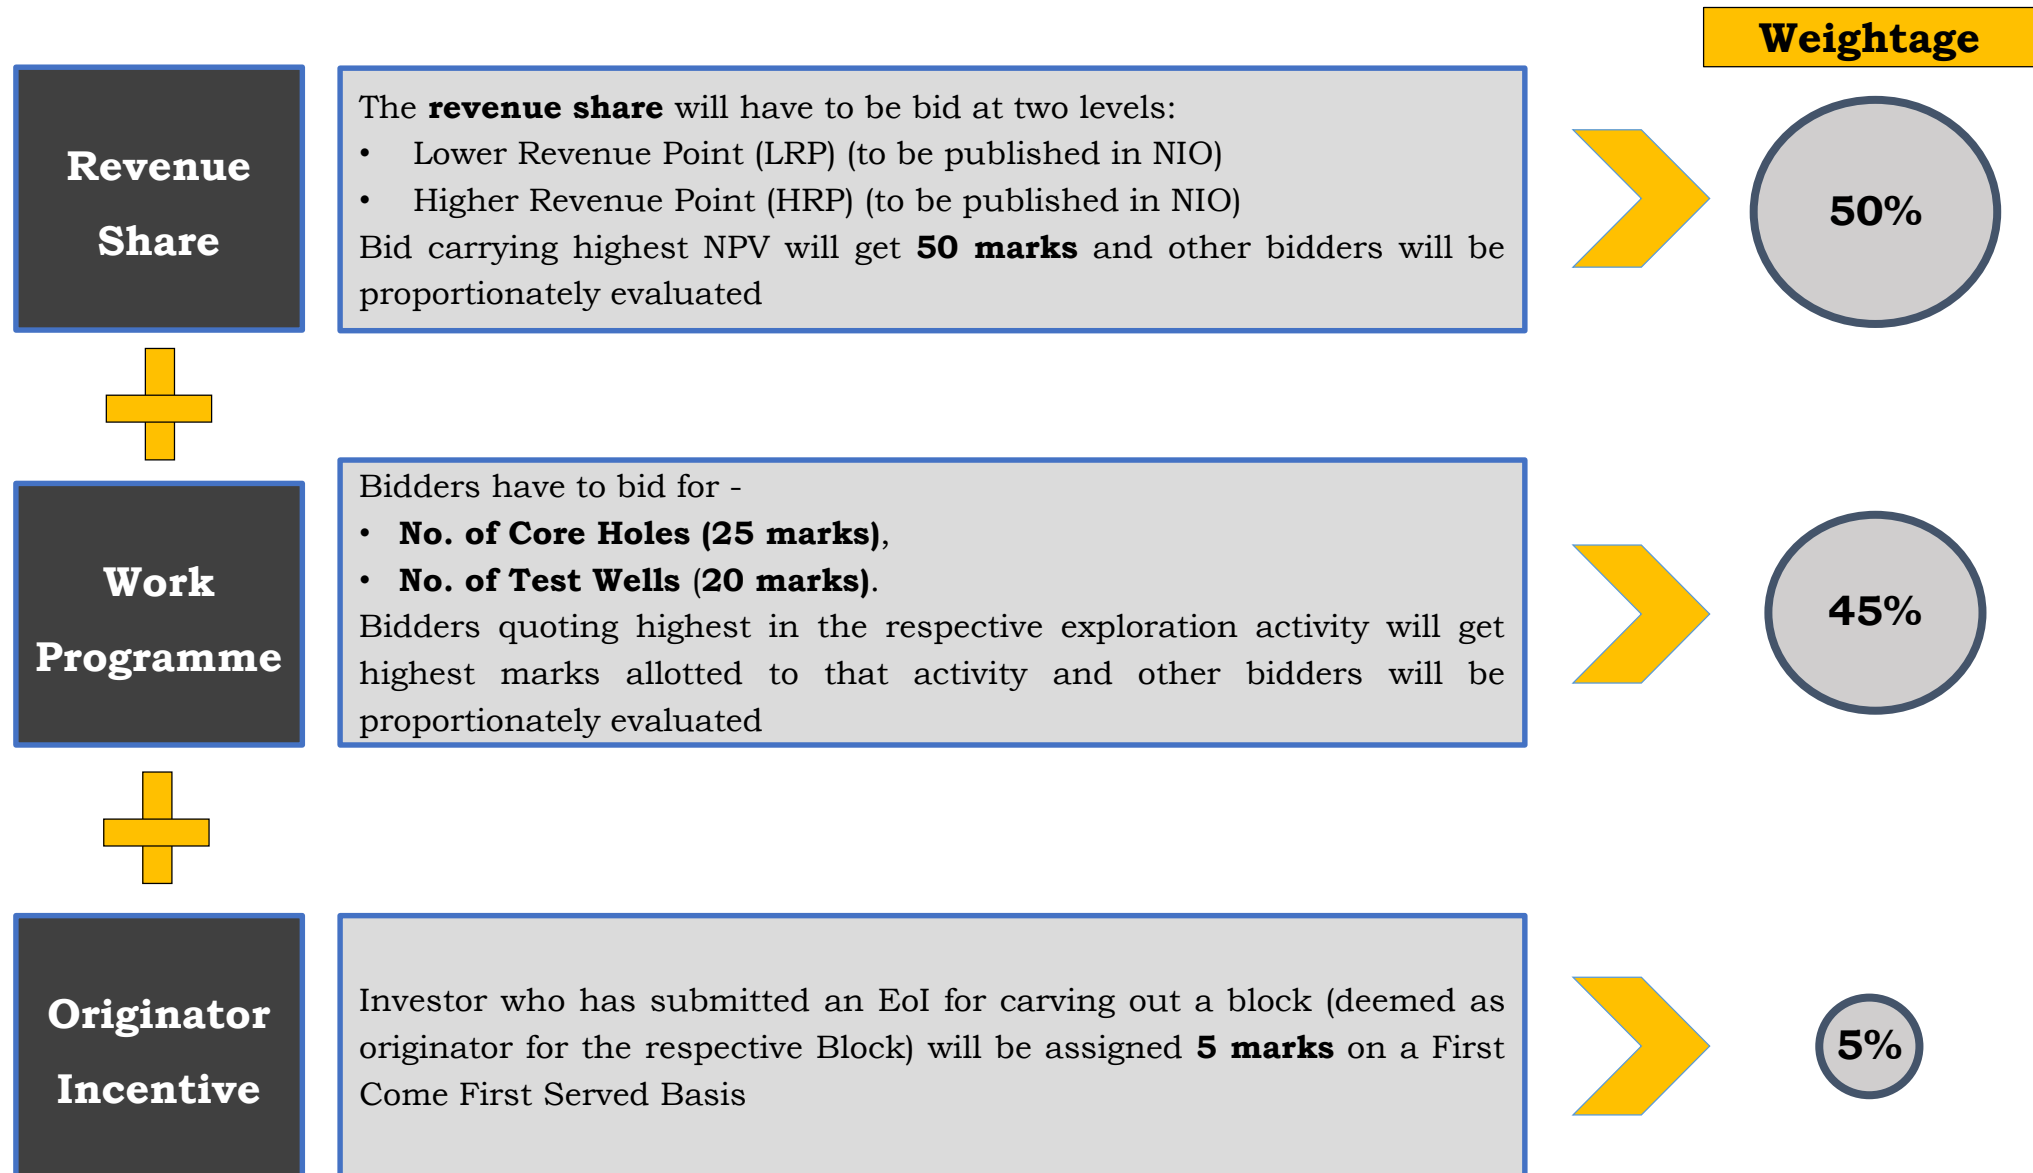 Weightage
Revenue
Share
The revenue share will have to be bid at two levels:
• Lower Revenue Point (LRP) (to be published in NIO)
• Higher Revenue Point (HRP) (to be published in NIO)
Bid carrying highest NPV will get 50 marks and other bidders will be
proportionately evaluated
50%
Work
Programme
Bidders have to bid for -
• No. of Core Holes (25 marks),
• No. of Test Wells (20 marks).
Bidders quoting highest in the respective exploration activity will get
highest marks allotted to that activity and other bidders will be
proportionately evaluated
45%
Originator
Incentive
Investor who has submitted an EoI for carving out a block (deemed as
originator for the respective Block) will be assigned 5 marks on a First
Come First Served Basis
5%